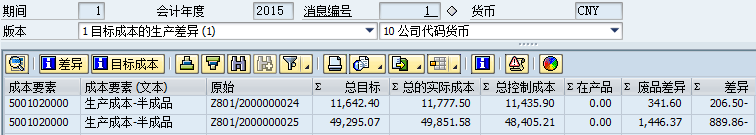 期间 1 会计年度 2015 消息编号 1 货币 CNY
版本 1 目标成本的生产差异 (1) 10 公司代码货币
差异 目标成本
成本要素 成本要素 (文本) 原始 Σ 总目标 Σ 总的实际成本 Σ 总控制成本 Σ 在产品 Σ 废品差异 Σ 差异
5001020000 生产成本-半成品 Z801/2000000024 11,642.40 11,777.50 11,435.90 0.00 341.60 206.50-
5001020000 生产成本-半成品 Z801/2000000025 49,295.07 49,851.58 48,405.21 0.00 1,446.37 889.86-